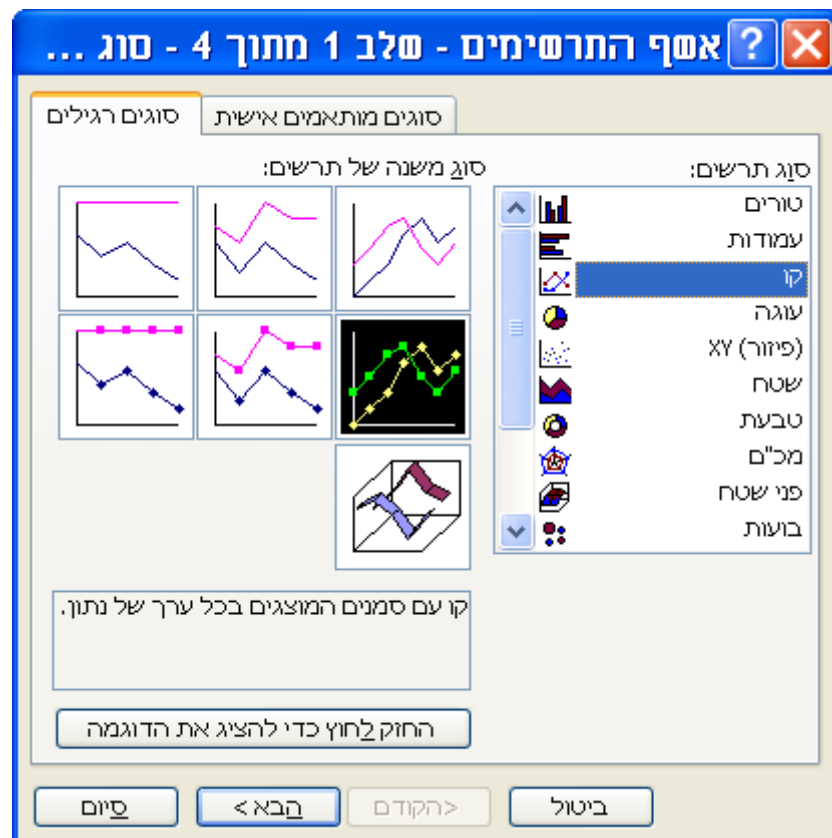 אשף התרשימים - שלב 1 מתוך 4 - סוג ...
סוגים רגילים
סוגים מותאמים אישית
סוג תרשים:
טורים
עמודות
קו
עוגה
XY (פיזור)
שטח
טבעת
מכ"ם
פני שטח
בועות
סוג משנה של תרשים:
קו עם סמנים המוצגים בכל ערך של נתון.
החזק לחוץ כדי להציג את הדוגמה
ביטול
<הקודם
הבא >
סיום